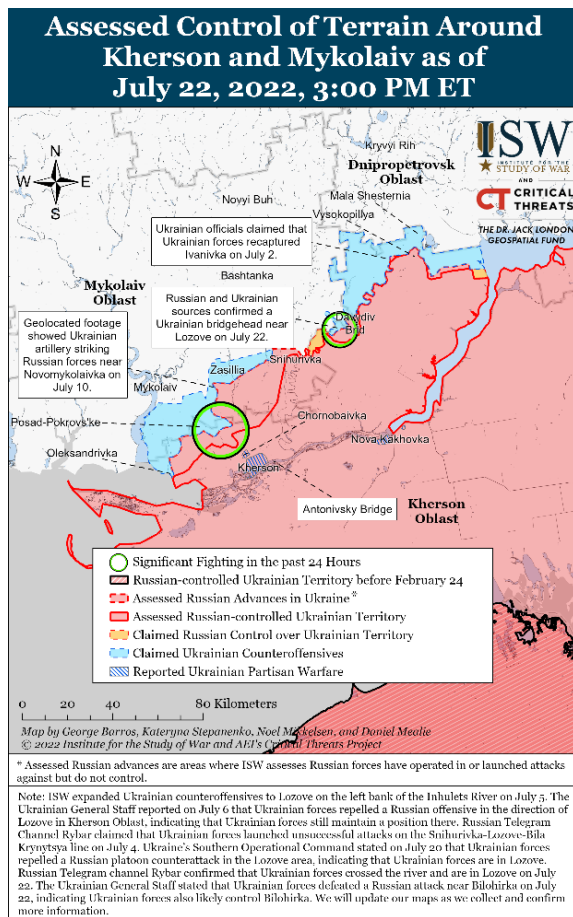 Assessed Control of Terrain Around
Kherson and Mykolaiv as of
July 22, 2022, 3:00 PM ET
N
W
E
S
Kryvyi Rih
Dnipropetrovsk
Oblast
ISW
INSTITUTE FOR THE
STUDY OF WAR
AND
CT CRITICAL
THREATS
THE DR. JACK LONDON
GEOSPATIAL FUND
Novyi Buh
Mala Shesternia
Vysokopillya
Ukrainian officials claimed that
Ukrainian forces recaptured
Ivanivka on July 2.
Bashtanka
Mykolaiv
Oblast
Russian and Ukrainian
sources confirmed a
Ukrainian bridgehead near
Lozove on July 22.
Davydiv
Brid
Geolocated footage
showed Ukrainian
artillery striking
Russian forces near
Novomykolaivka on
July 10.
Snihurivka
Zasillia
Mykolaiv
Chornobaivka
Posad-Pokrovs'ke
Nova Kakhovka
Oleksandrivka
Kherson
Kherson
Oblast
Antonivsky Bridge
Significant Fighting in the past 24 Hours
Russian-controlled Ukrainian Territory before February 24
Assessed Russian Advances in Ukraine*
Assessed Russian-controlled Ukrainian Territory
Claimed Russian Control over Ukrainian Territory
Claimed Ukrainian Counteroffensives
Reported Ukrainian Partisan Warfare
0 20 40 80 Kilometers
Map by George Barros, Kateryna Stepanenko, Noel Mikkelsen, and Daniel Mealie
© 2022 Institute for the Study of War and AEI's Critical Threats Project
* Assessed Russian advances are areas where ISW assesses Russian forces have operated in or launched attacks
against but do not control.
Note: ISW expanded Ukrainian counteroffensives to Lozove on the left bank of the Inhulets River on July 5. The
Ukrainian General Staff reported on July 6 that Ukrainian forces repelled a Russian offensive in the direction of
Lozove in Kherson Oblast, indicating that Ukrainian forces still maintain a position there. Russian Telegram
Channel Rybar claimed that Ukrainian forces launched unsuccessful attacks on the Snihurivka-Lozove-Bila
Krynytsya line on July 4. Ukraine's Southern Operational Command stated on July 20 that Ukrainian forces
repelled a Russian platoon counterattack in the Lozove area, indicating that Ukrainian forces are in Lozove.
Russian Telegram channel Rybar confirmed that Ukrainian forces crossed the river and are in Lozove on July
22. The Ukrainian General Staff stated that Ukrainian forces defeated a Russian attack near Bilohirka on July
22, indicating Ukrainian forces also likely control Bilohirka. We will update our maps as we collect and confirm
more information.